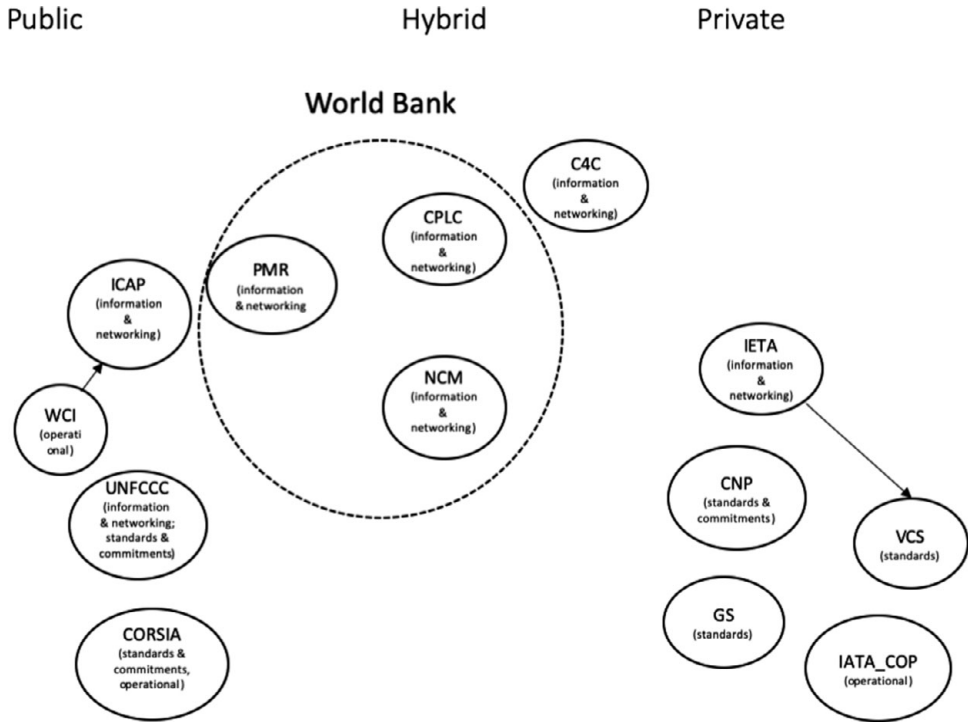 Public
Hybrid
Private
World Bank
C4C
(information
&
networking)
CPLC
(information
&
networking)
PMR
(information
& networking
ICAP
(information
&
networking)
IETA
(information
&
networking)
NCM
(information
&
networking)
WCI
(operati
onal)
UNFCCC
(information
& networking;
standards &
commitments)
CNP
(standards &
commitments)
VCS
(standards)
GS
(standards)
CORSIA
(standards &
commitments,
operational)
IATA_COP
(operational)